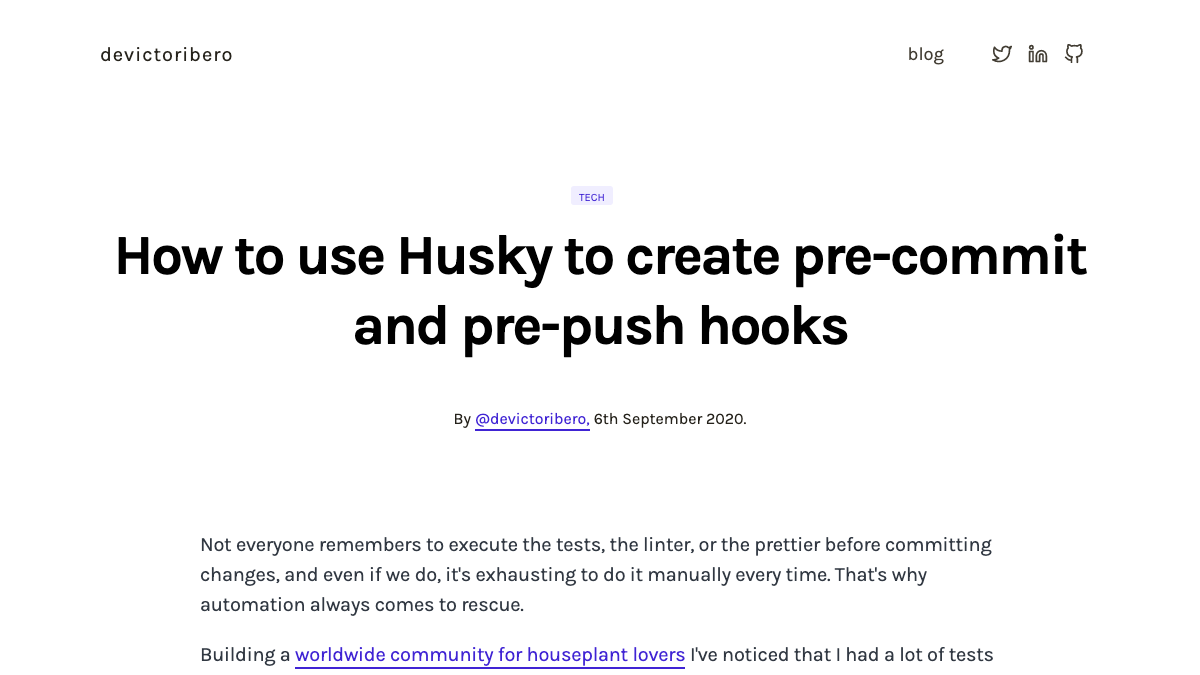 devictoribero
blog
TECH
How to use Husky to create pre-commit
and pre-push hooks
By @devictoribero, 6th September 2020.
Not everyone remembers to execute the tests, the linter, or the prettier before committing
changes, and even if we do, it's exhausting to do it manually every time. That's why
automation always comes to rescue.
Building a worldwide community for houseplant lovers I've noticed that I had a lot of tests